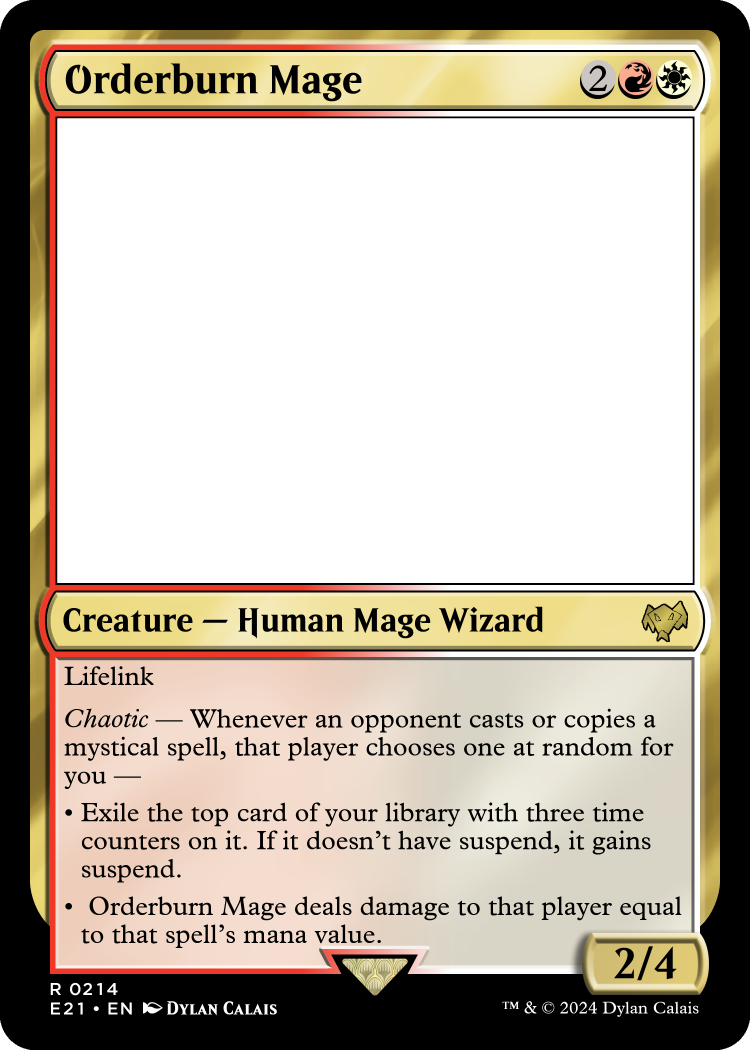 Orderburn Mage 2
Creature — Human Mage Wizard
Lifelink
Chaotic — Whenever an opponent casts or copies a
mystical spell, that player chooses one at random for
you —
• Exile the top card of your library with three time
counters on it. If it doesn't have suspend, it gains
suspend.
• Orderburn Mage deals damage to that player equal
to that spell's mana value.
2/4
R 0214
E21 • EN Dylan Calais
™ & © 2024 Dylan Calais